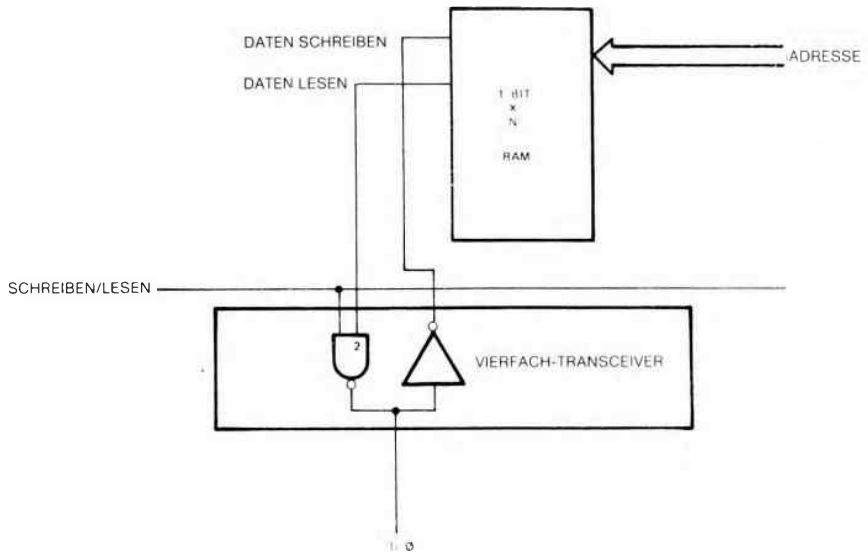 DATEN SCHREIBEN
ADRESSE
DATEN LESEN
1 BIT
x
N
RAM
SCHREIBEN/LESEN
2
VIERFACH-TRANSCEIVER